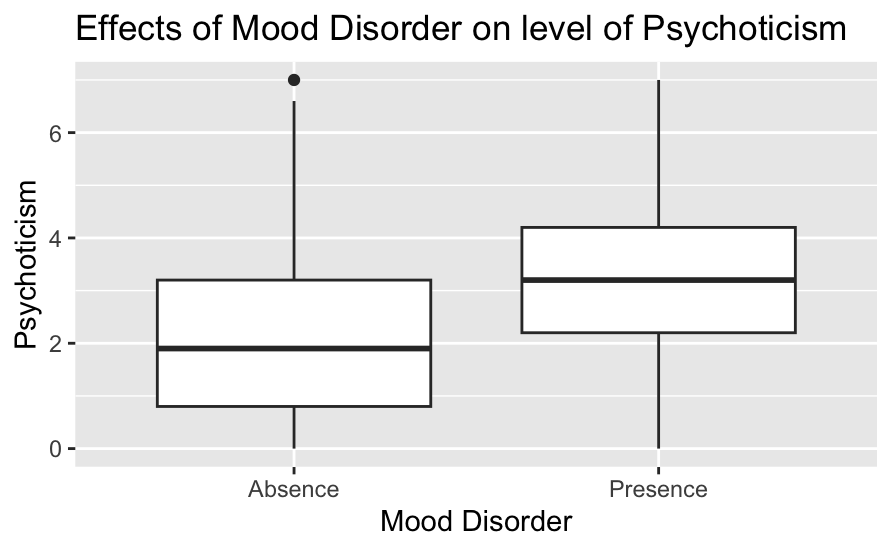 Effects of Mood Disorder on level of Psychoticism
Psychoticism
6
4
2
0
Absence
Presence
Mood Disorder